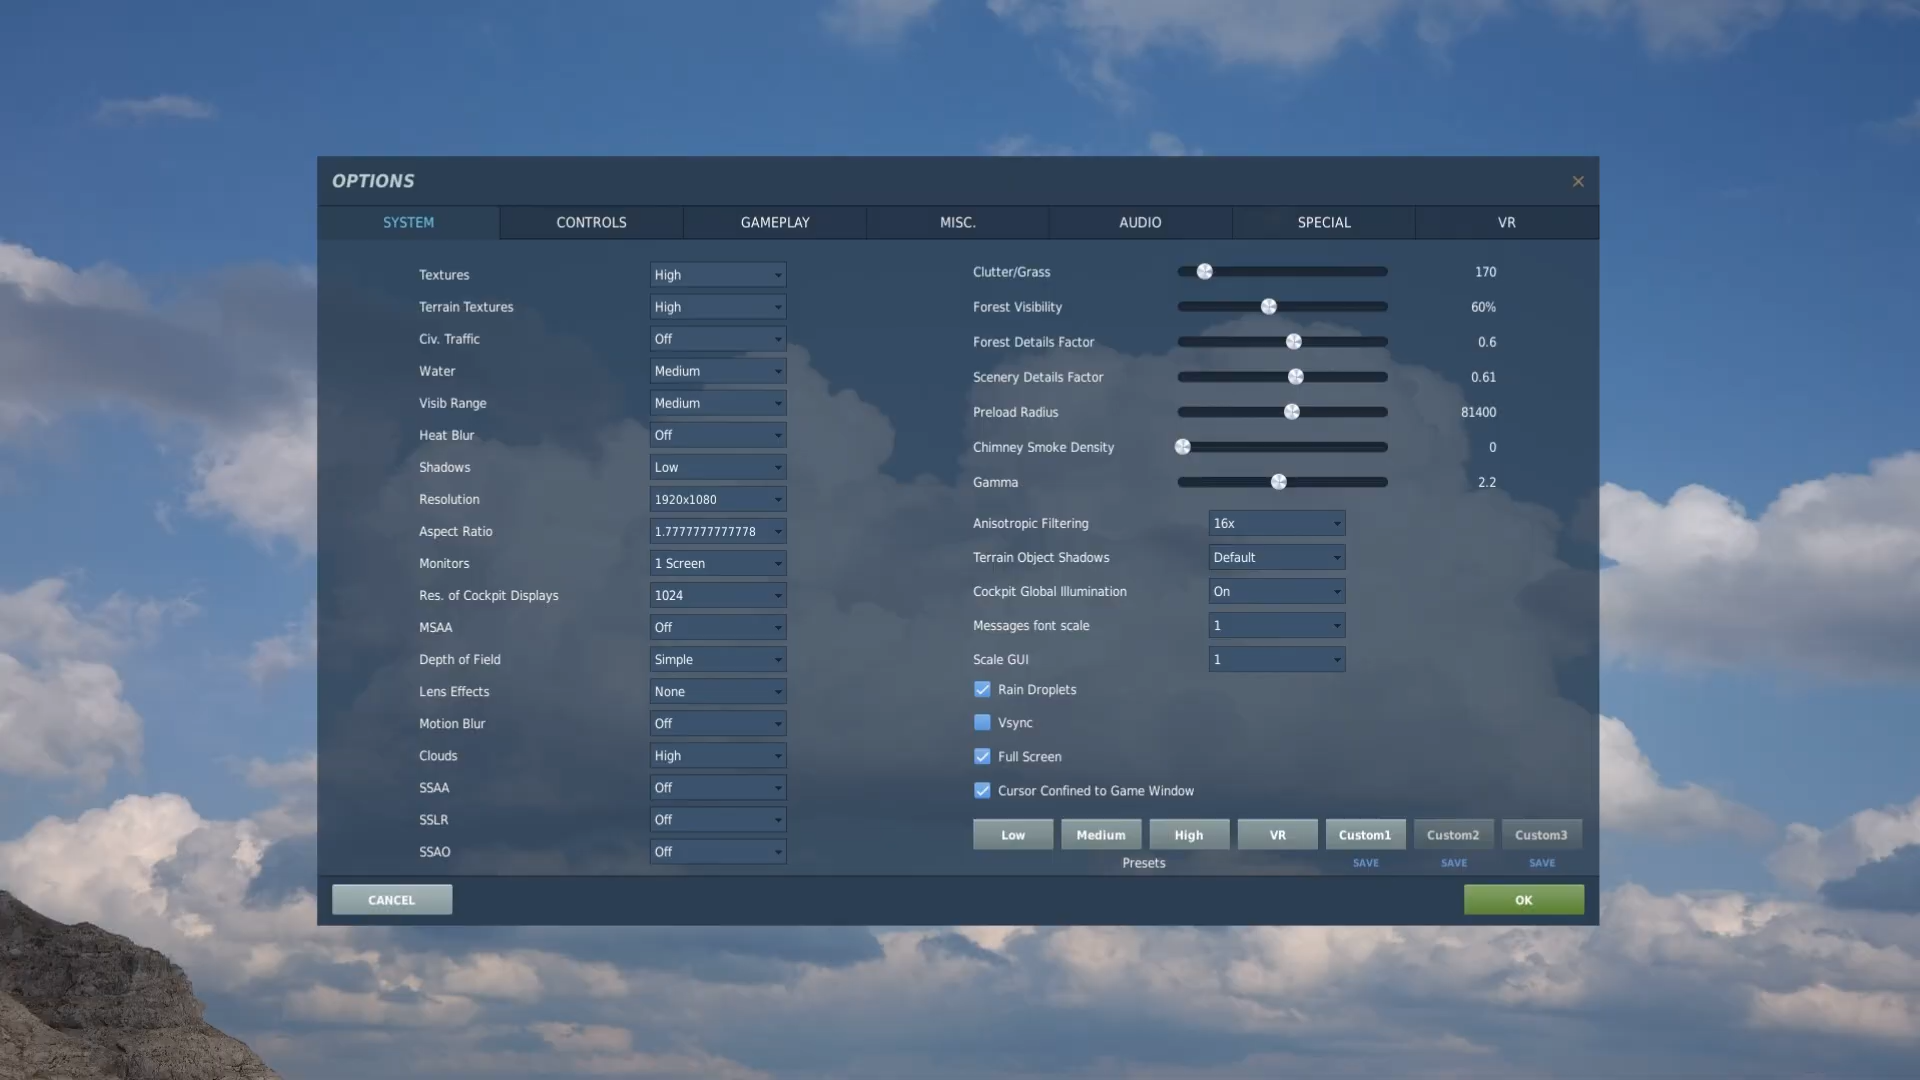 OPTIONS
SYSTEM
CONTROLS
GAMEPLAY
MISC.
AUDIO
SPECIAL
VR
Textures High
Terrain Textures High
Civ. Traffic Off
Water Medium
Visib Range Medium
Heat Blur Off
Shadows Low
Resolution 1920x1080
Aspect Ratio 1.7777777777778
Monitors 1 Screen
Res. of Cockpit Displays 1024
MSAA Off
Depth of Field Simple
Lens Effects None
Motion Blur Off
Clouds High
SSAA Off
SSLR Off
SSAO Off
Clutter/Grass 170
Forest Visibility 60%
Forest Details Factor 0.6
Scenery Details Factor 0.61
Preload Radius 81400
Chimney Smoke Density 0
Gamma 2.2
Anisotropic Filtering 16x
Terrain Object Shadows Default
Cockpit Global Illumination On
Messages font scale 1
Scale GUI 1
Rain Droplets
Vsync
Full Screen
Cursor Confined to Game Window
Low Medium High VR Custom1 Custom2 Custom3
Presets SAVE SAVE SAVE
CANCEL
OK